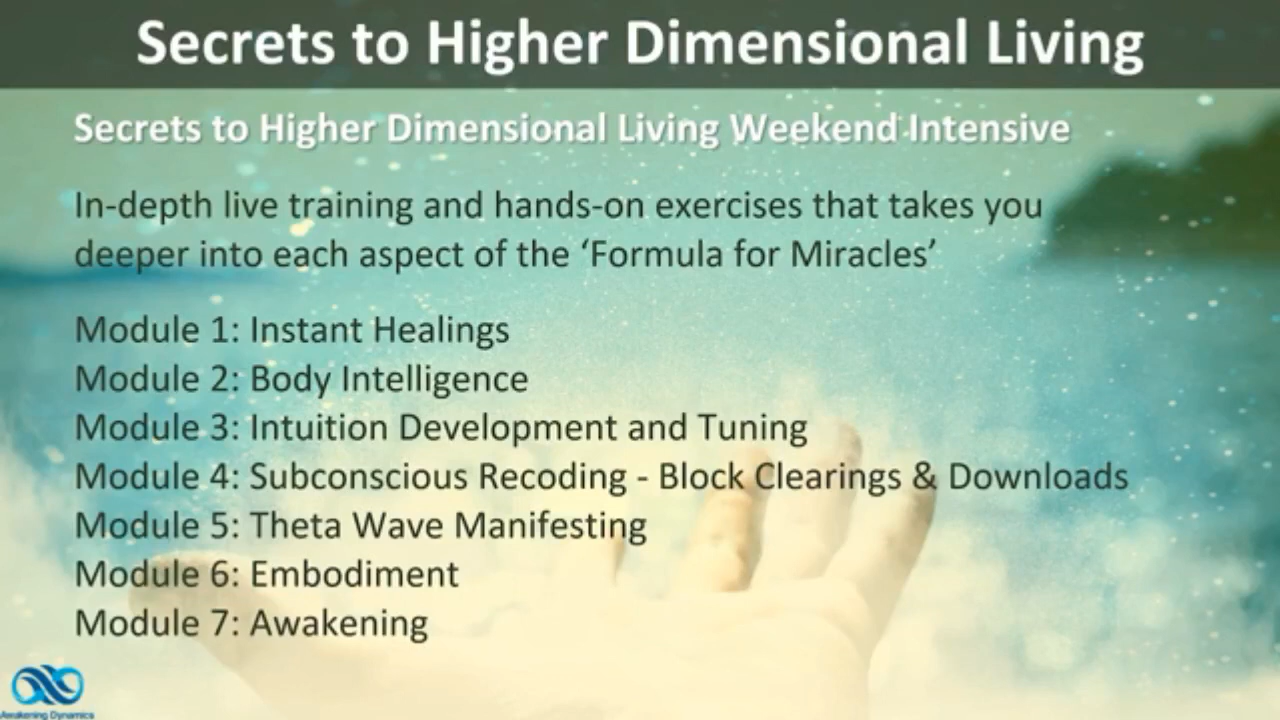 Secrets to Higher Dimensional Living
Secrets to Higher Dimensional Living Weekend Intensive
In-depth live training and hands-on exercises that takes you
deeper into each aspect of the ‘Formula for Miracles’
Module 1: Instant Healings
Module 2: Body Intelligence
Module 3: Intuition Development and Tuning
Module 4: Subconscious Recoding - Block Clearings & Downloads
Module 5: Theta Wave Manifesting
Module 6: Embodiment
Module 7: Awakening
Awakening Dynamics